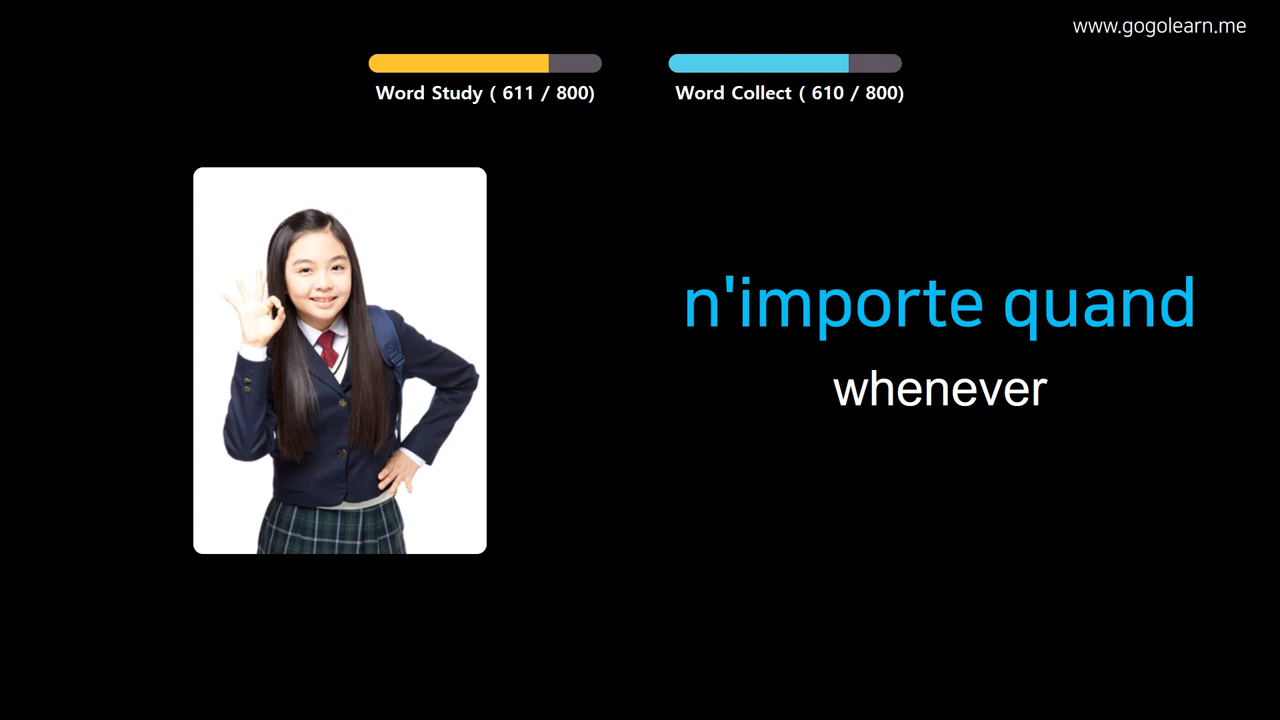 www.gogolearn.me
Word Study ( 611 / 800)
Word Collect ( 610 / 800)
n'importe quand
whenever